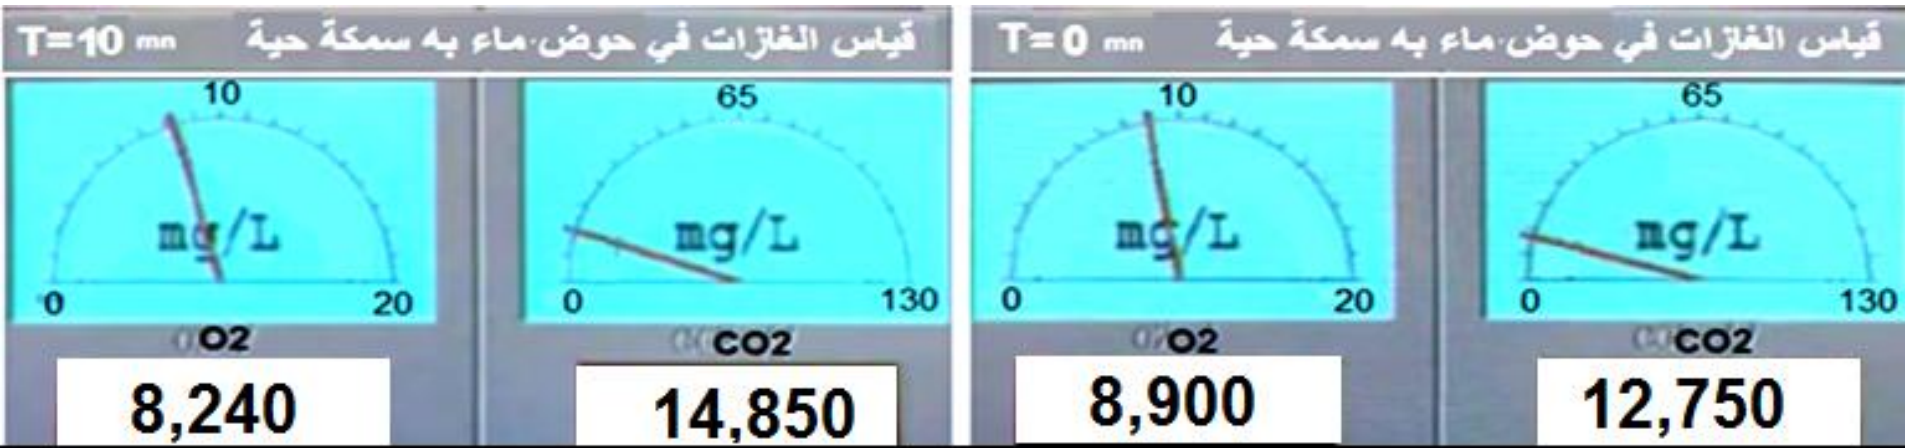 قياس الغازات في حوض ماء به سمكة حية T=0 mn
10
mg/L
0 20
O2
8,900
65
mg/L
0 130
CO2
12,750
قياس الغازات في حوض ماء به سمكة حية T=10 mn
10
mg/L
0 20
O2
8,240
65
mg/L
0 130
CO2
14,850